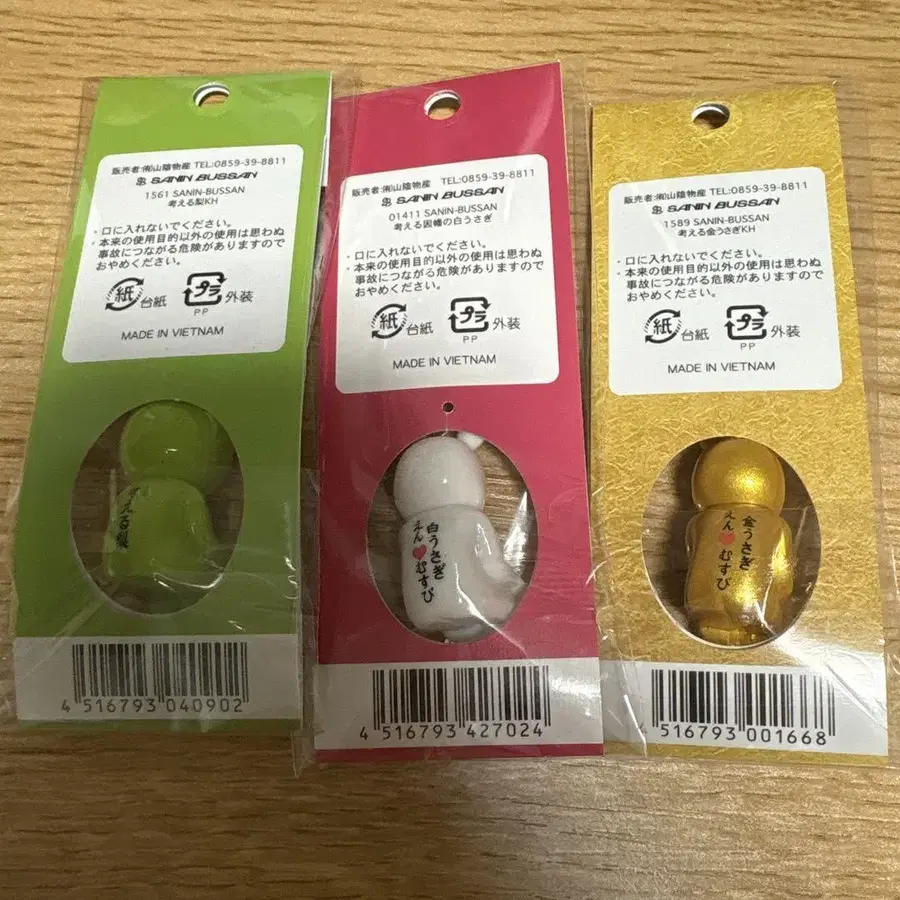 販売者:㈲山陰物産 TEL:0859-39-8811
SANIN BUSSAN
1561 SANIN-BUSSAN
考える梨KH
・口に入れないでください。
・本来の使用目的以外の使用は思わぬ
事故につながる危険がありますので
おやめください。
紙 台紙 プラ 外装
PP
MADE IN VIETNAM
える梨
4 516793 040902
販売者:㈲山陰物産 TEL:0859-39-8811
SANIN BUSSAN
01411 SANIN-BUSSAN
考える因幡の白うさぎ
・口に入れないでください。
・本来の使用目的以外の使用は思わぬ
事故につながる危険がありますので
おやめください。
紙 台紙 プラ 外装
PP
MADE IN VIETNAM
白うさぎ
えん♥むすび
4 516793 427024
販売者:㈲山陰物産 TEL:0859-39-8811
SANIN BUSSAN
1589 SANIN-BUSSAN
考える金うさぎKH
・口に入れないでください。
・本来の使用目的以外の使用は思わぬ
事故につながる危険がありますので
おやめください。
紙 台紙 プラ 外装
PP
MADE IN VIETNAM
金うさぎ
えん♥むすび
4 516793 001668